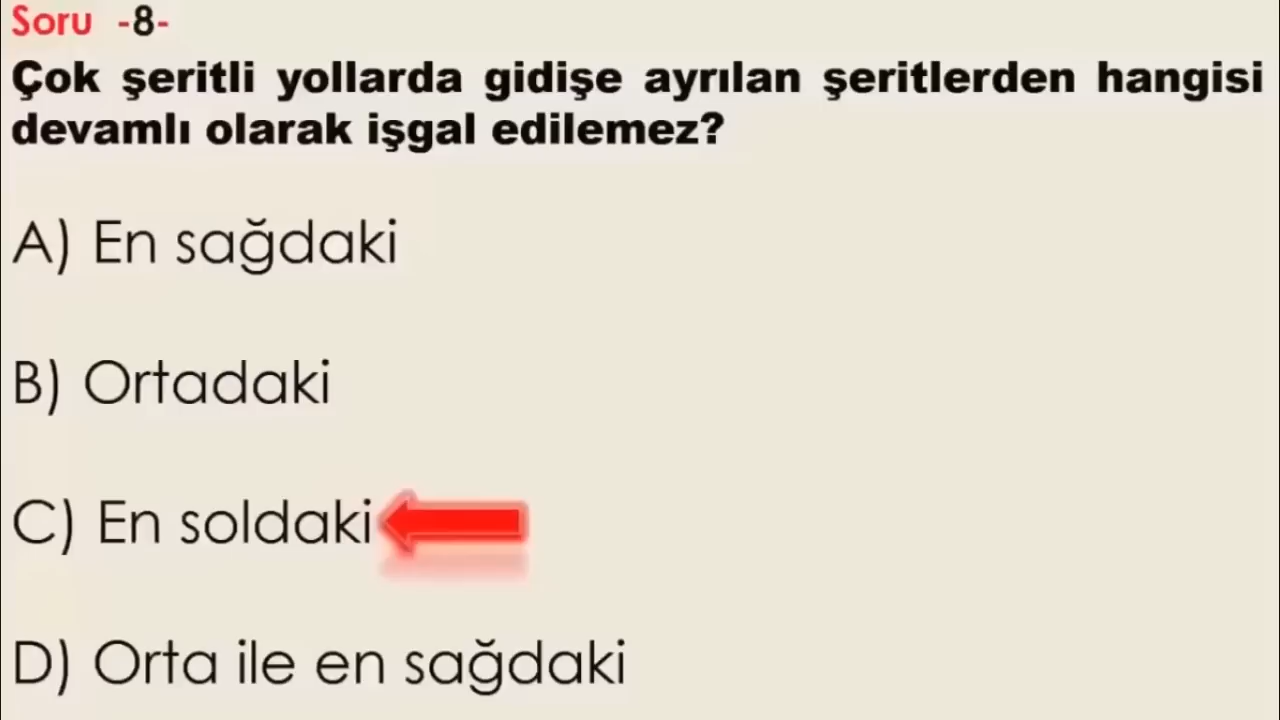 Soru -8-
Çok şeritli yollarda gidişe ayrılan şeritlerden hangisi
devamlı olarak işgal edilemez?
A) En sağdaki
B) Ortadaki
C) En soldaki
D) Orta ile en sağdaki